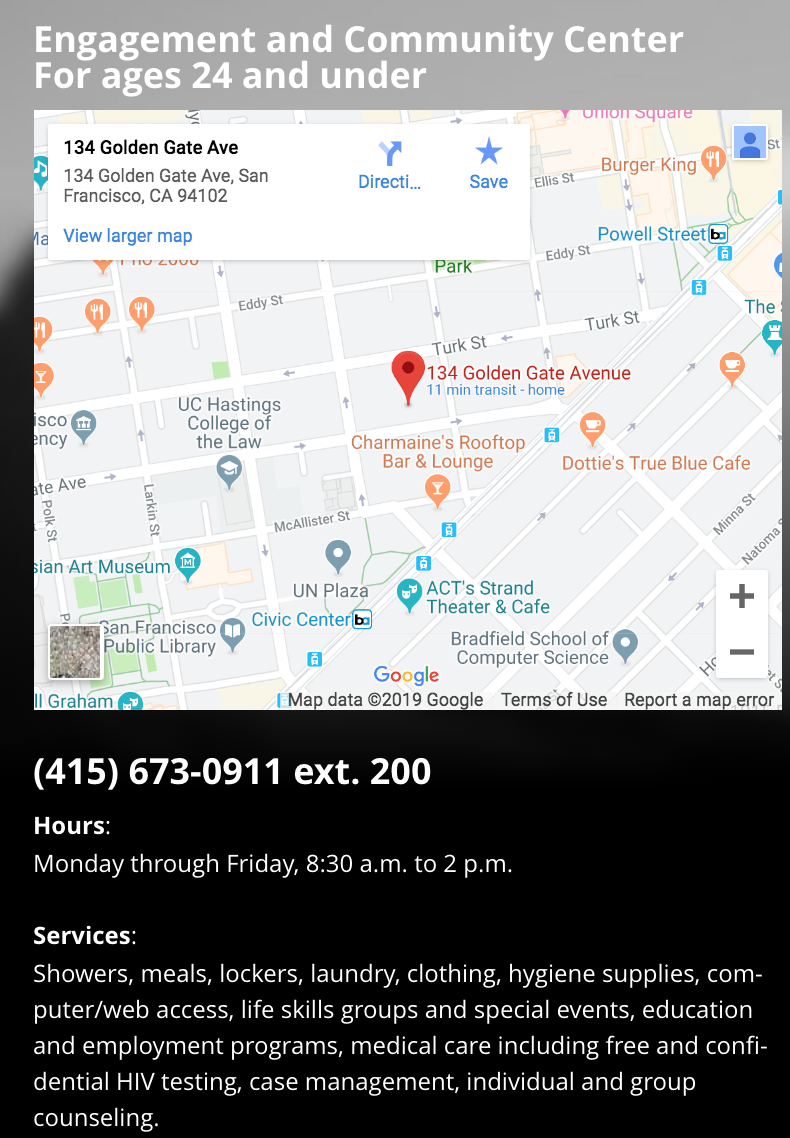 Engagement and Community Center
For ages 24 and under
Union Square
134 Golden Gate Ave
134 Golden Gate Ave, San
Francisco, CA 94102
Directi...
Save
View larger map
Burger King
St
Ellis St
Powell Street
Eddy St
Park
Eddy St
The
Turk St
Turk St
134 Golden Gate Avenue
11 min transit - home
UC Hastings
College of
the Law
Charmaine's Rooftop
Bar & Lounge
Dottie's True Blue Cafe
ate Ave
Polk St
Larkin St
McAllister St
Minna St
Natoma
sian Art Museum
UN Plaza
ACT's Strand
Theater & Cafe
Civic Center
San Francisco
Public Library
Bradfield School of
Computer Science
ll Graham
Google
Map data ©2019 Google Terms of Use Report a map error
(415) 673-0911 ext. 200
Hours:
Monday through Friday, 8:30 a.m. to 2 p.m.
Services:
Showers, meals, lockers, laundry, clothing, hygiene supplies, com-
puter/web access, life skills groups and special events, education
and employment programs, medical care including free and confi-
dential HIV testing, case management, individual and group
counseling.